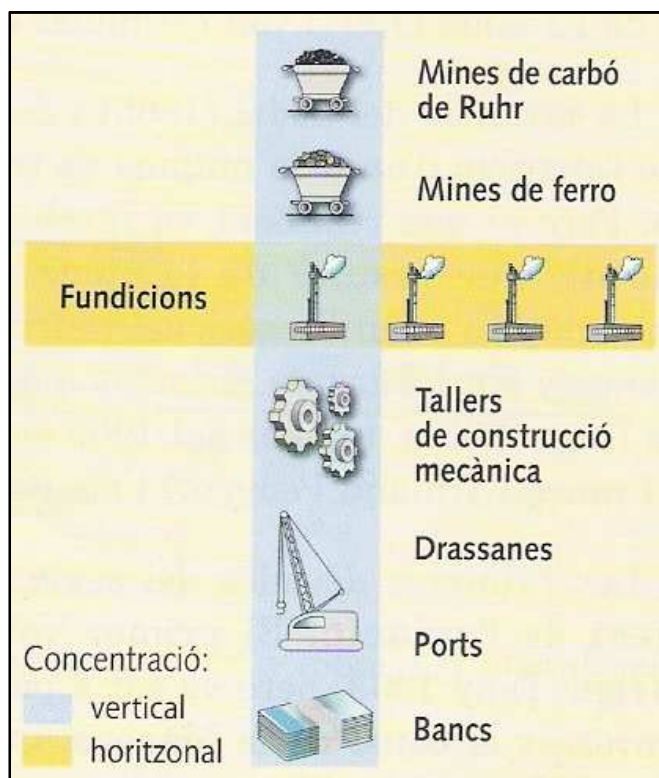 Mines de carbó
de Ruhr
Mines de ferro
Fundicions
Tallers
de construcció
mecànica
Drassanes
Ports
Bancs
Concentració:
vertical
horitzonal